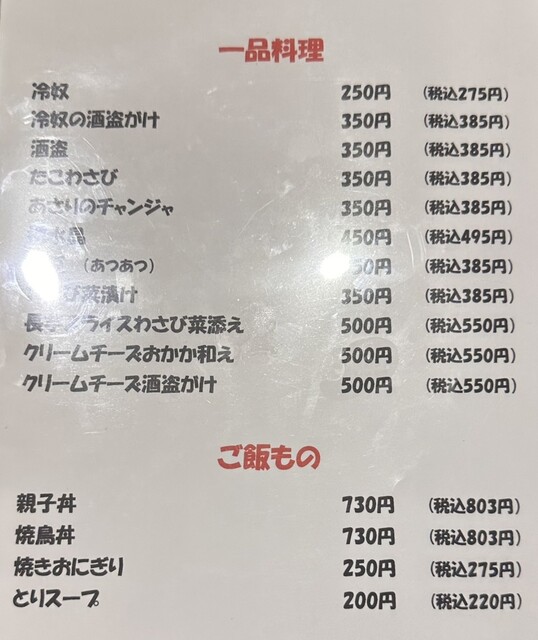 一品料理
冷奴 250円 (税込275円)
冷奴の酒盗がけ 350円 (税込385円)
酒盗 350円 (税込385円)
たこわさび 350円 (税込385円)
あさりのチャンジャ 350円 (税込385円)
水晶 450円 (税込495円)
(あつあつ) 50円 (税込385円)
び菜漬け 350円 (税込385円)
長芋スライスわさび菜添え 500円 (税込550円)
クリームチーズおかか和え 500円 (税込550円)
クリームチーズ酒盗がけ 500円 (税込550円)
ご飯もの
親子丼 730円 (税込803円)
焼鳥丼 730円 (税込803円)
焼きおにぎり 250円 (税込275円)
とりスープ 200円 (税込220円)